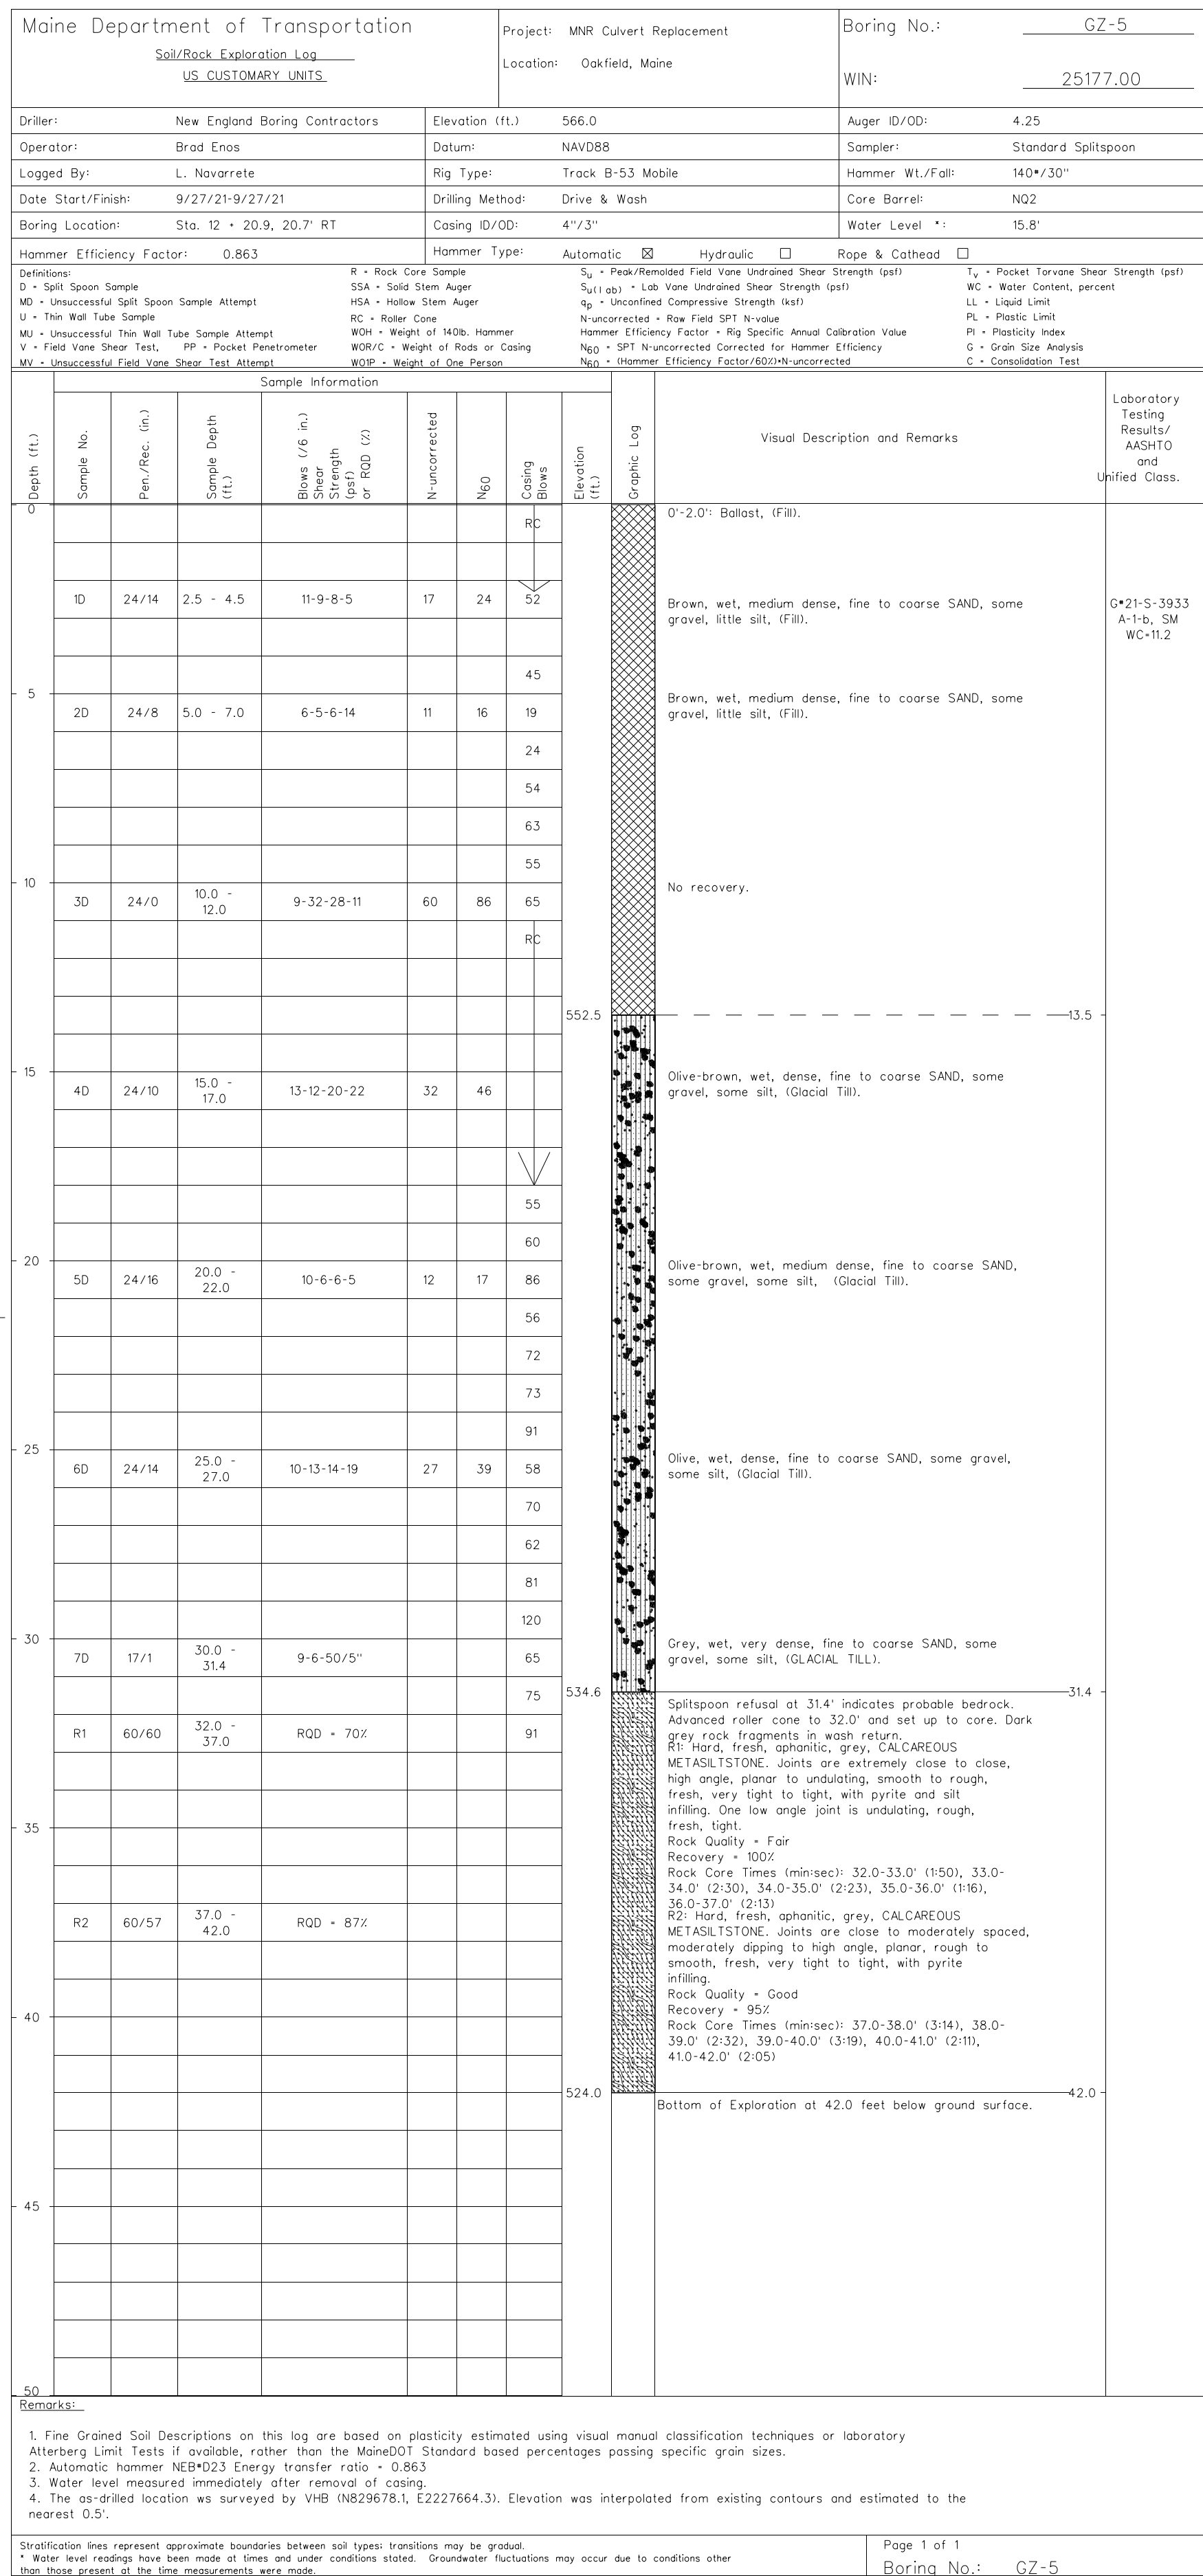 Maine Department of Transportation
Soil/Rock Exploration Log
US CUSTOMARY UNITS
Project: MNR Culvert Replacement
Location: Oakfield, Maine
Boring No.: GZ-5
WIN: 25177.00
Driller: New England Boring Contractors Elevation (ft.) 566.0 Auger ID/OD: 4.25
Operator: Brad Enos Datum: NAVD88 Sampler: Standard Splitspoon
Logged By: L. Navarrete Rig Type: Track B-53 Mobile Hammer Wt./Fall: 140#/30"
Date Start/Finish: 9/27/21-9/27/21 Drilling Method: Drive & Wash Core Barrel: NQ2
Boring Location: Sta. 12 + 20.9, 20.7' RT Casing ID/OD: 4"/3" Water Level *: 15.8'
Hammer Efficiency Factor: 0.863 Hammer Type: Automatic ☒ Hydraulic ☐ Rope & Cathead ☐
Definitions:
D = Split Spoon Sample
MD = Unsuccessful Split Spoon Sample Attempt
U = Thin Wall Tube Sample
MU = Unsuccessful Thin Wall Tube Sample Attempt
V = Field Vane Shear Test, PP = Pocket Penetrometer
MV = Unsuccessful Field Vane Shear Test Attempt
R = Rock Core Sample
SSA = Solid Stem Auger
HSA = Hollow Stem Auger
RC = Roller Cone
WOH = Weight of 140lb. Hammer
WOR/C = Weight of Rods or Casing
WO1P = Weight of One Person
Su = Peak/Remolded Field Vane Undrained Shear Strength (psf)
Su(lab) = Lab Vane Undrained Shear Strength (psf)
qp = Unconfined Compressive Strength (ksf)
N-uncorrected = Raw Field SPT N-value
Hammer Efficiency Factor = Rig Specific Annual Calibration Value
N60 = SPT N-uncorrected Corrected for Hammer Efficiency
N60 = (Hammer Efficiency Factor/60%)*N-uncorrected
Tv = Pocket Torvane Shear Strength (psf)
WC = Water Content, percent
LL = Liquid Limit
PL = Plastic Limit
PI = Plasticity Index
G = Grain Size Analysis
C = Consolidation Test
Sample Information
Depth (ft.)
Sample No.
Pen./Rec. (in.)
Sample Depth
(ft.)
Blows (/6 in.)
Shear
Strength
(psf)
or RQD (%)
N-uncorrected
N60
Casing
Blows
Elevation
(ft.)
Graphic Log
Visual Description and Remarks
Laboratory
Testing
Results/
AASHTO
and
Unified Class.
0
RC
0'-2.0': Ballast, (Fill).
1D 24/14 2.5 - 4.5 11-9-8-5 17 24 52
Brown, wet, medium dense, fine to coarse SAND, some
gravel, little silt, (Fill).
G#21-S-3933
A-1-b, SM
WC=11.2
45
5
2D 24/8 5.0 - 7.0 6-5-6-14 11 16 19
Brown, wet, medium dense, fine to coarse SAND, some
gravel, little silt, (Fill).
24
54
63
55
10
3D 24/0 10.0 -
12.0 9-32-28-11 60 86 65
No recovery.
RC
552.5
13.5
15
4D 24/10 15.0 -
17.0 13-12-20-22 32 46
Olive-brown, wet, dense, fine to coarse SAND, some
gravel, some silt, (Glacial Till).
55
60
20
5D 24/16 20.0 -
22.0 10-6-6-5 12 17 86
Olive-brown, wet, medium dense, fine to coarse SAND,
some gravel, some silt, (Glacial Till).
56
72
73
91
25
6D 24/14 25.0 -
27.0 10-13-14-19 27 39 58
Olive, wet, dense, fine to coarse SAND, some gravel,
some silt, (Glacial Till).
70
62
81
120
30
7D 17/1 30.0 -
31.4 9-6-50/5" 65
Grey, wet, very dense, fine to coarse SAND, some
gravel, some silt, (GLACIAL TILL).
75
534.6
31.4
Splitspoon refusal at 31.4' indicates probable bedrock.
Advanced roller cone to 32.0' and set up to core. Dark
grey rock fragments in wash return.
R1 60/60 32.0 -
37.0 RQD = 70% 91
R1: Hard, fresh, aphanitic, grey, CALCAREOUS
METASILTSTONE. Joints are extremely close to close,
high angle, planar to undulating, smooth to rough,
fresh, very tight to tight, with pyrite and silt
infilling. One low angle joint is undulating, rough,
fresh, tight.
Rock Quality = Fair
Recovery = 100%
Rock Core Times (min:sec): 32.0-33.0' (1:50), 33.0-
34.0' (2:30), 34.0-35.0' (2:23), 35.0-36.0' (1:16),
36.0-37.0' (2:13)
35
R2 60/57 37.0 -
42.0 RQD = 87%
R2: Hard, fresh, aphanitic, grey, CALCAREOUS
METASILTSTONE. Joints are close to moderately spaced,
moderately dipping to high angle, planar, rough to
smooth, fresh, very tight to tight, with pyrite
infilling.
Rock Quality = Good
Recovery = 95%
Rock Core Times (min:sec): 37.0-38.0' (3:14), 38.0-
39.0' (2:32), 39.0-40.0' (3:19), 40.0-41.0' (2:11),
41.0-42.0' (2:05)
40
524.0
42.0
Bottom of Exploration at 42.0 feet below ground surface.
45
50
Remarks:
1. Fine Grained Soil Descriptions on this log are based on plasticity estimated using visual manual classification techniques or laboratory
Atterberg Limit Tests if available, rather than the MaineDOT Standard based percentages passing specific grain sizes.
2. Automatic hammer NEB#D23 Energy transfer ratio = 0.863
3. Water level measured immediately after removal of casing.
4. The as-drilled location ws surveyed by VHB (N829678.1, E2227664.3). Elevation was interpolated from existing contours and estimated to the
nearest 0.5'.
Stratification lines represent approximate boundaries between soil types; transitions may be gradual.
* Water level readings have been made at times and under conditions stated. Groundwater fluctuations may occur due to conditions other
than those present at the time measurements were made.
Page 1 of 1
Boring No.: GZ-5